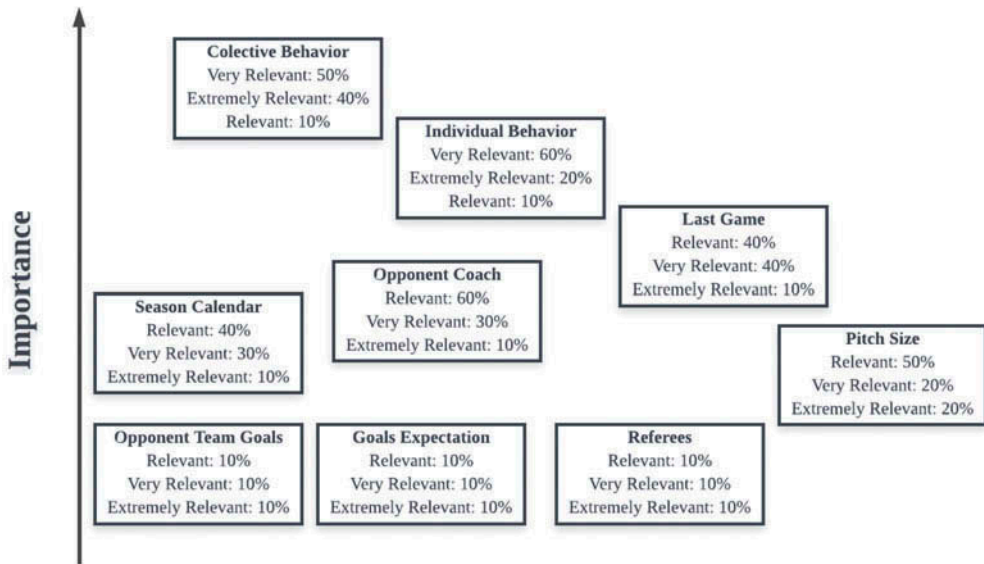 Importance
Colective Behavior
Very Relevant: 50%
Extremely Relevant: 40%
Relevant: 10%
Individual Behavior
Very Relevant: 60%
Extremely Relevant: 20%
Relevant: 10%
Last Game
Relevant: 40%
Very Relevant: 40%
Extremely Relevant: 10%
Opponent Coach
Relevant: 60%
Very Relevant: 30%
Extremely Relevant: 10%
Season Calendar
Relevant: 40%
Very Relevant: 30%
Extremely Relevant: 10%
Pitch Size
Relevant: 50%
Very Relevant: 20%
Extremely Relevant: 20%
Opponent Team Goals
Relevant: 10%
Very Relevant: 10%
Extremely Relevant: 10%
Goals Expectation
Relevant: 10%
Very Relevant: 10%
Extremely Relevant: 10%
Referees
Relevant: 10%
Very Relevant: 10%
Extremely Relevant: 10%